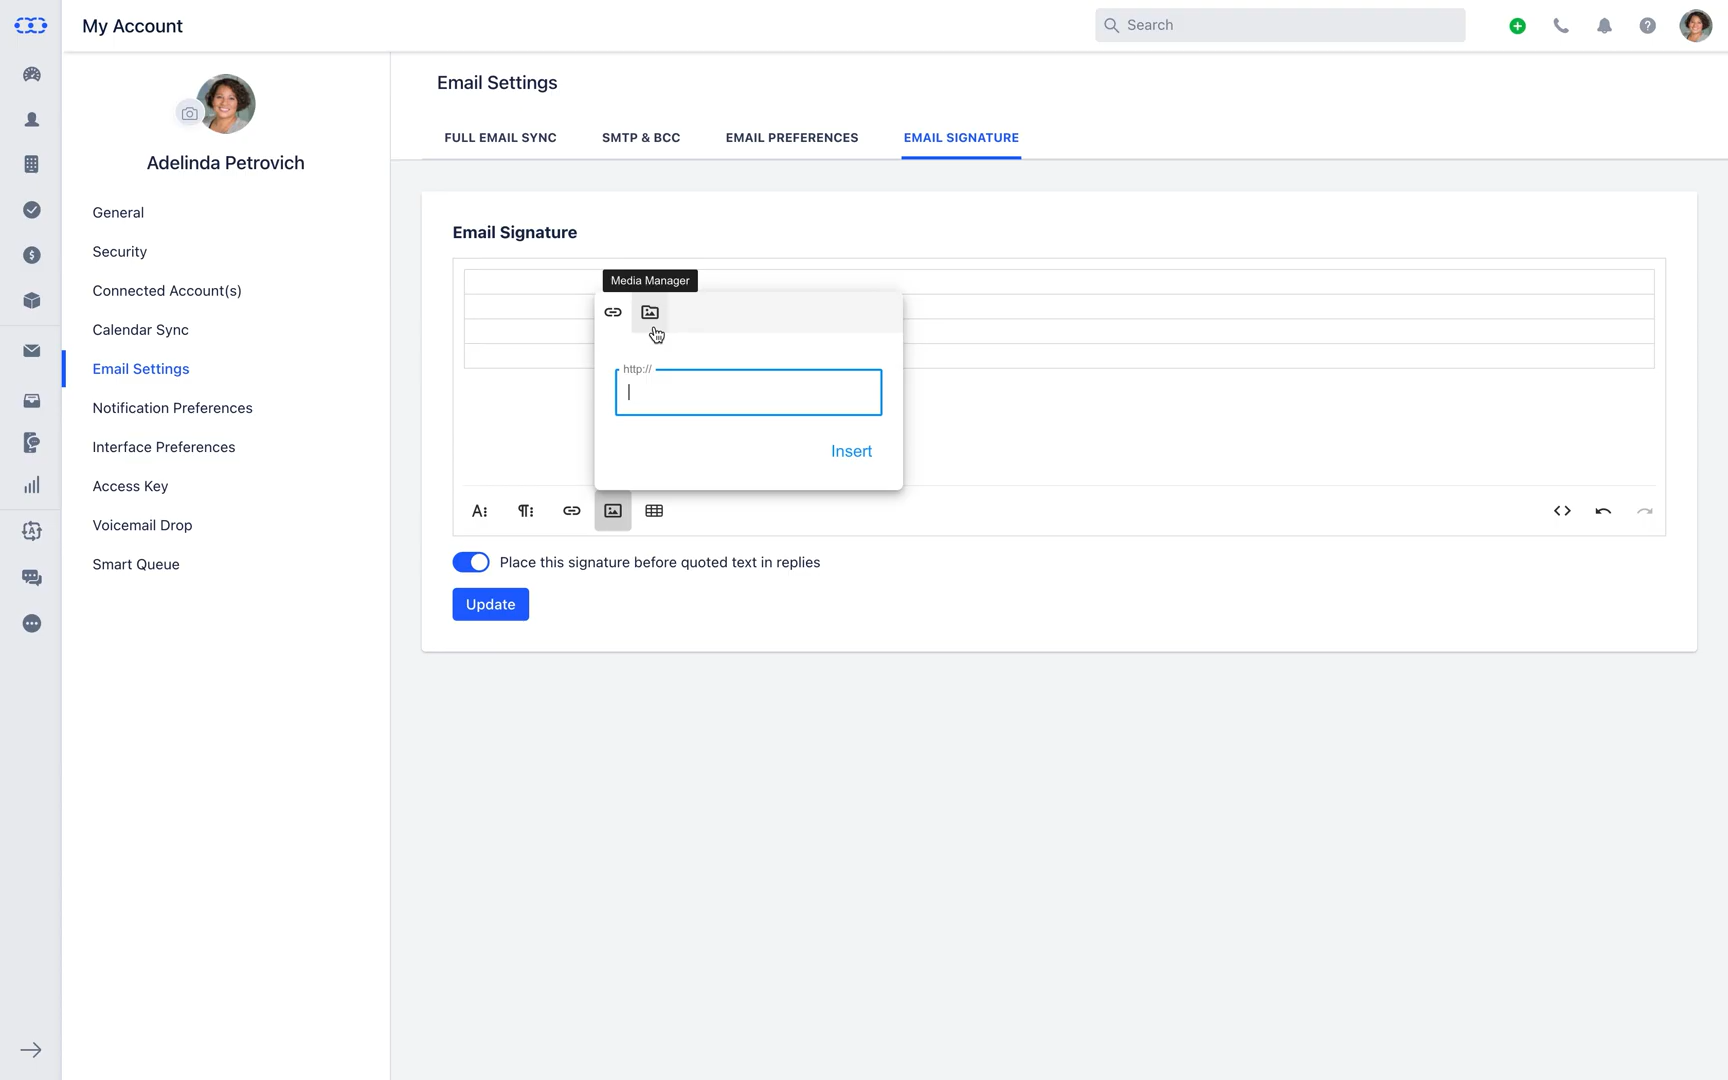 My Account
Search
Adelinda Petrovich
General
Security
Connected Account(s)
Calendar Sync
Email Settings
Notification Preferences
Interface Preferences
Access Key
Voicemail Drop
Smart Queue
Email Settings
FULL EMAIL SYNC
SMTP & BCC
EMAIL PREFERENCES
EMAIL SIGNATURE
Email Signature
Media Manager
http://
Insert
Place this signature before quoted text in replies
Update